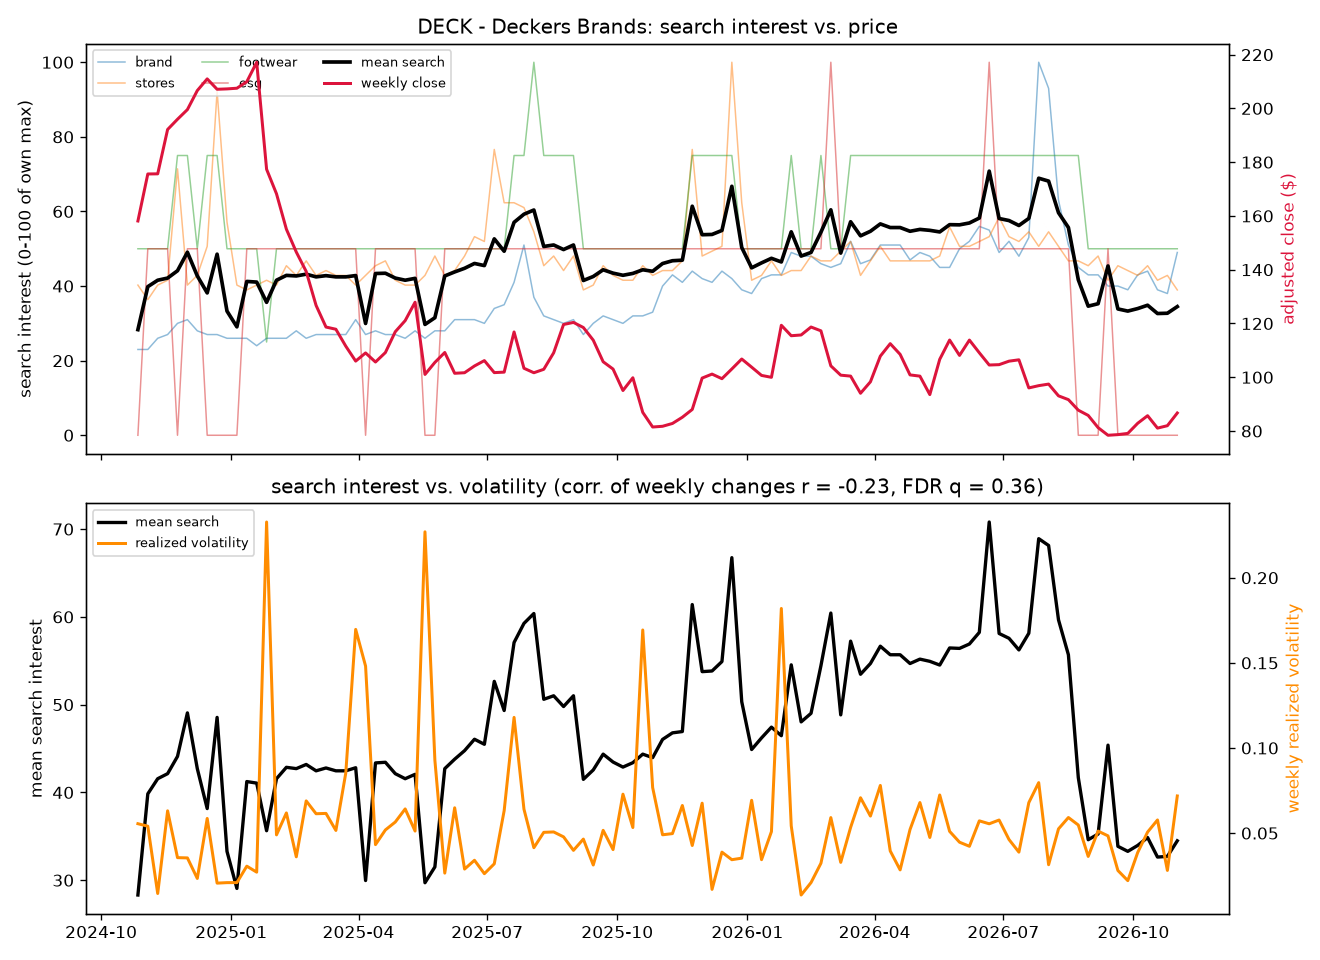 DECK - Deckers Brands: search interest vs. price
brand
stores
footwear
esg
mean search
weekly close
search interest (0-100 of own max)
100
80
60
40
20
0
220
200
180
160
140
120
100
80
adjusted close ($)
search interest vs. volatility (corr. of weekly changes r = -0.23, FDR q = 0.36)
mean search
realized volatility
mean search interest
70
60
50
40
30
0.20
0.15
0.10
0.05
weekly realized volatility
2024-10
2025-01
2025-04
2025-07
2025-10
2026-01
2026-04
2026-07
2026-10